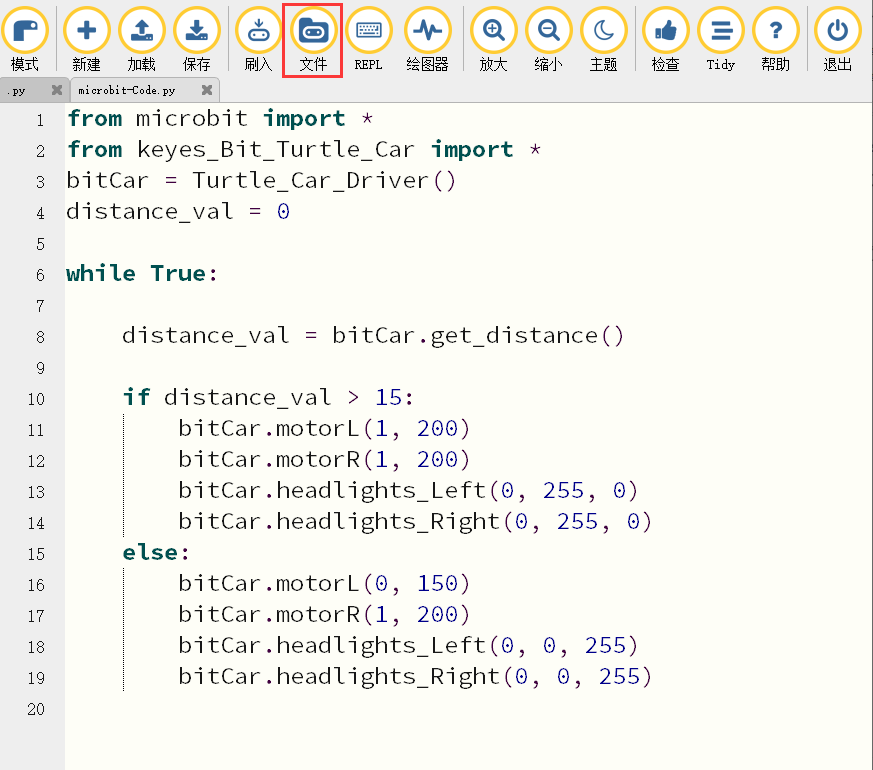 模式 新建 加载 保存 刷入 文件 REPL 绘图器 放大 缩小 主题 检查 Tidy 帮助 退出
.py microbit-Code.py
1 from microbit import *
2 from keyes_Bit_Turtle_Car import *
3 bitCar = Turtle_Car_Driver()
4 distance_val = 0
5
6 while True:
7
8     distance_val = bitCar.get_distance()
9
10     if distance_val > 15:
11         bitCar.motorL(1, 200)
12         bitCar.motorR(1, 200)
13         bitCar.headlights_Left(0, 255, 0)
14         bitCar.headlights_Right(0, 255, 0)
15     else:
16         bitCar.motorL(0, 150)
17         bitCar.motorR(1, 200)
18         bitCar.headlights_Left(0, 0, 255)
19         bitCar.headlights_Right(0, 0, 255)
20